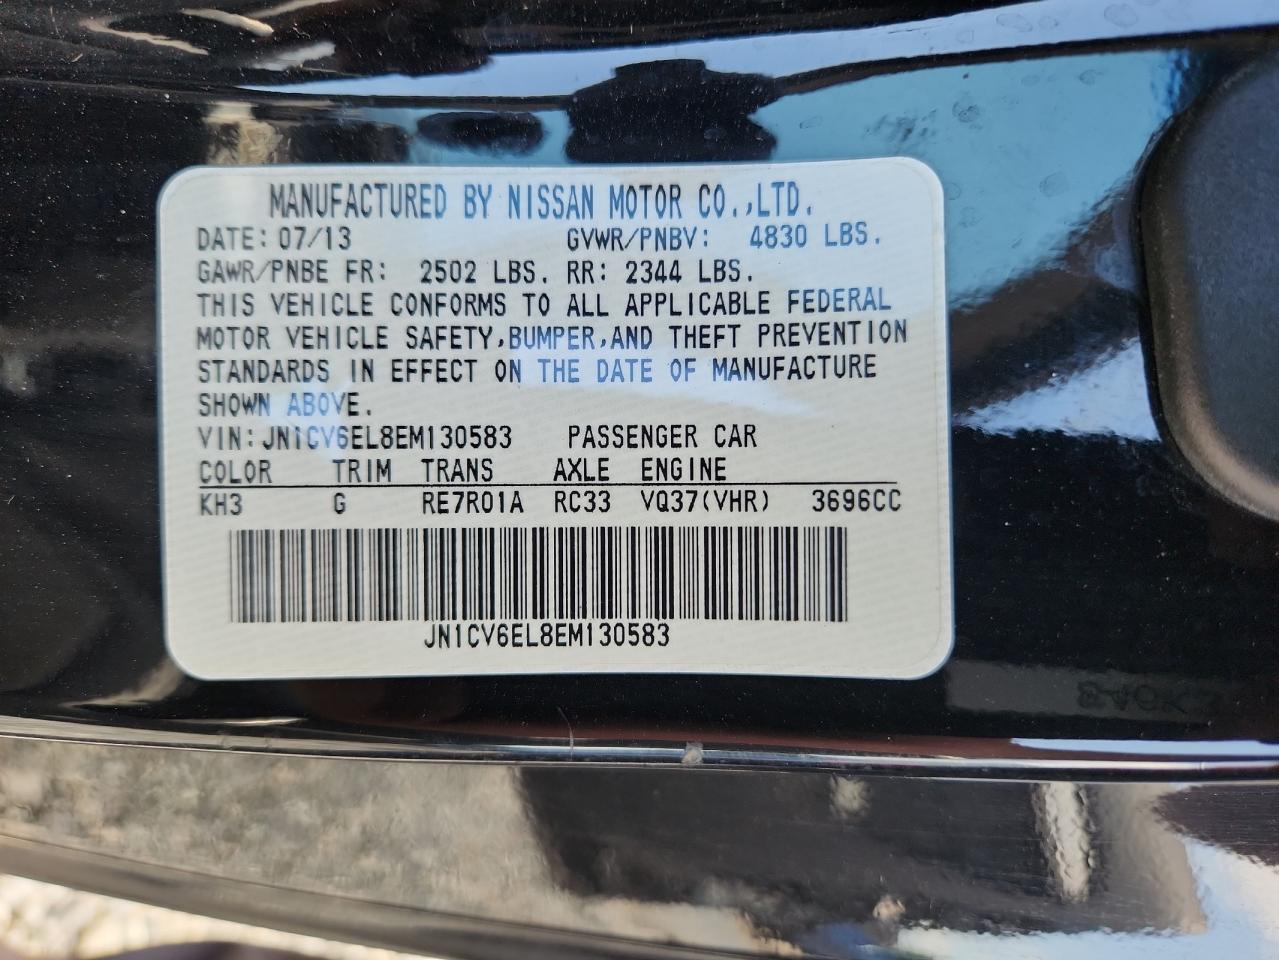 MANUFACTURED BY NISSAN MOTOR CO.,LTD.
DATE: 07/13 GVWR/PNBV: 4830 LBS.
GAWR/PNBE FR: 2502 LBS. RR: 2344 LBS.
THIS VEHICLE CONFORMS TO ALL APPLICABLE FEDERAL
MOTOR VEHICLE SAFETY,BUMPER,AND THEFT PREVENTION
STANDARDS IN EFFECT ON THE DATE OF MANUFACTURE
SHOWN ABOVE.
VIN: JN1CV6EL8EM130583 PASSENGER CAR
COLOR TRIM TRANS AXLE ENGINE
KH3 G RE7R01A RC33 VQ37(VHR) 3696CC
JN1CV6EL8EM130583